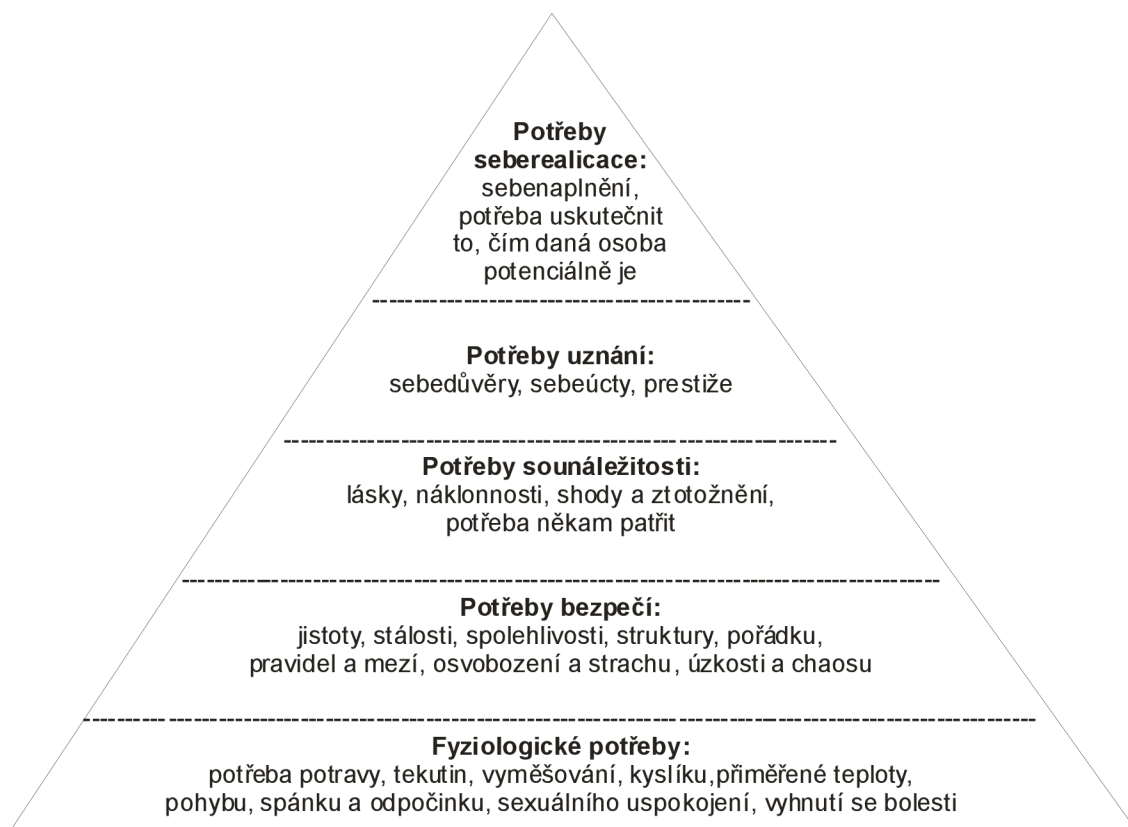 Potřeby
seberealicace:
sebenaplnění,
potřeba uskutečnit
to, čím daná osoba
potenciálně je
Potřeby uznání:
sebedůvěry, sebeúcty, prestiže
Potřeby sounáležitosti:
lásky, náklonnosti, shody a ztotožnění,
potřeba někam patřit
Potřeby bezpečí:
jistoty, stálosti, spolehlivosti, struktury, pořádku,
pravidel a mezí, osvobození a strachu, úzkosti a chaosu
Fyziologické potřeby:
potřeba potravy, tekutin, vyměšování, kyslíku,přiměřené teploty,
pohybu, spánku a odpočinku, sexuálního uspokojení, vyhnutí se bolesti